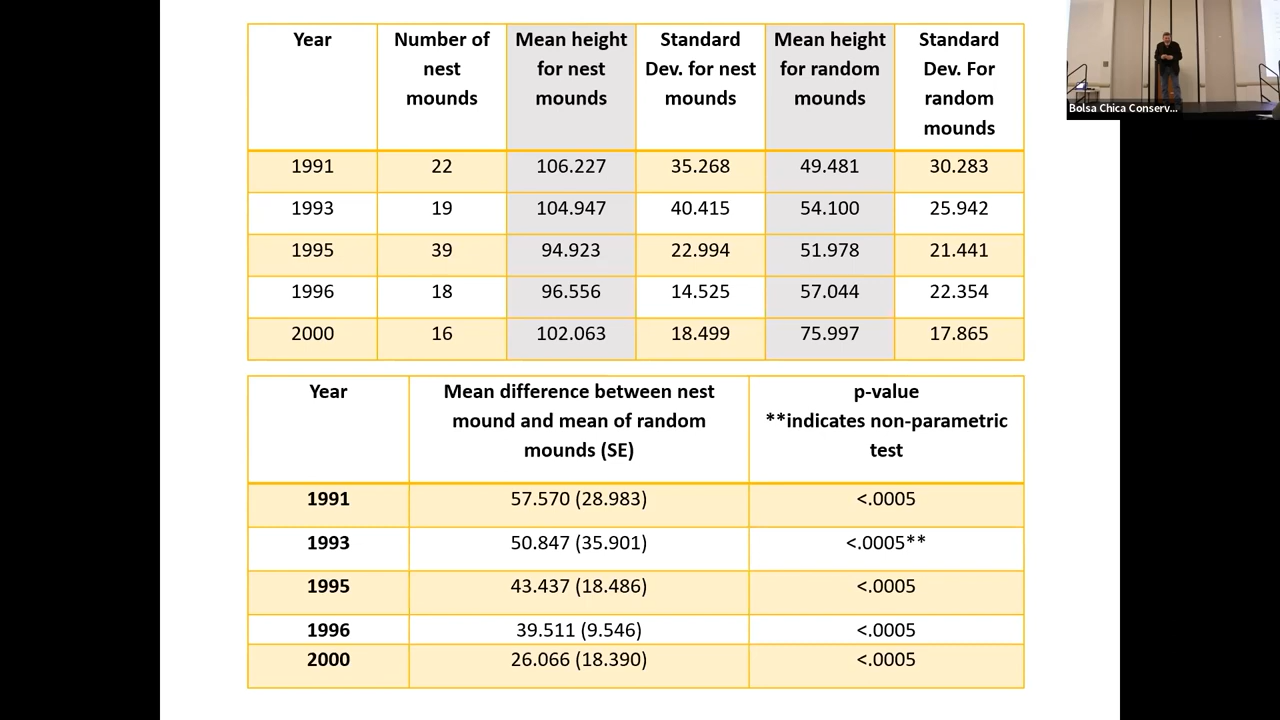 Year Number of nest mounds Mean height for nest mounds Standard Dev. for nest mounds Mean height for random mounds Standard Dev. For random mounds
1991 22 106.227 35.268 49.481 30.283
1993 19 104.947 40.415 54.100 25.942
1995 39 94.923 22.994 51.978 21.441
1996 18 96.556 14.525 57.044 22.354
2000 16 102.063 18.499 75.997 17.865
Year Mean difference between nest mound and mean of random mounds (SE) p-value **indicates non-parametric test
1991 57.570 (28.983) <.0005
1993 50.847 (35.901) <.0005**
1995 43.437 (18.486) <.0005
1996 39.511 (9.546) <.0005
2000 26.066 (18.390) <.0005
Bolsa Chica Conserv...